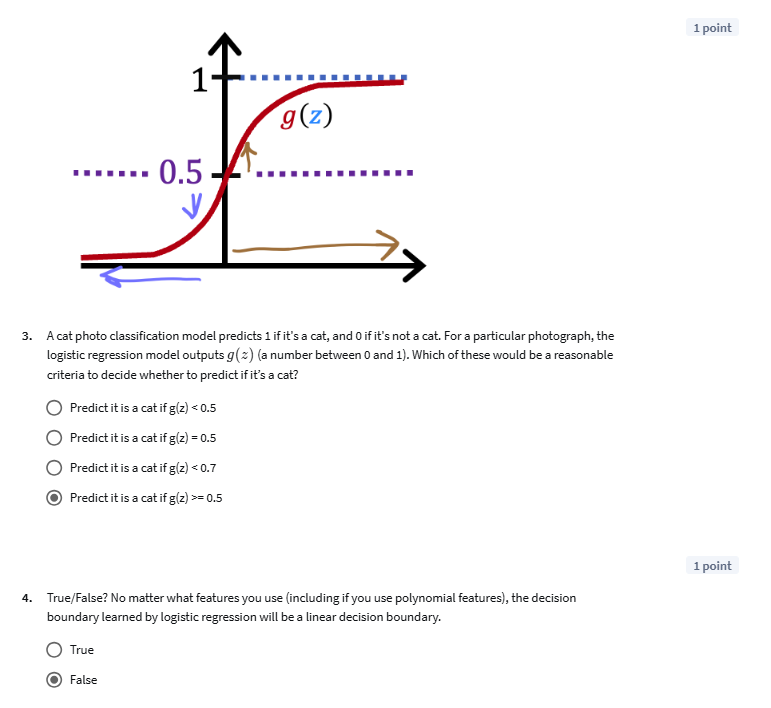 1 point
1
g(z)
0.5
3. A cat photo classification model predicts 1 if it's a cat, and 0 if it's not a cat. For a particular photograph, the
logistic regression model outputs g(z) (a number between 0 and 1). Which of these would be a reasonable
criteria to decide whether to predict if it’s a cat?
Predict it is a cat if g(z) < 0.5
Predict it is a cat if g(z) = 0.5
Predict it is a cat if g(z) < 0.7
Predict it is a cat if g(z) >= 0.5
1 point
4. True/False? No matter what features you use (including if you use polynomial features), the decision
boundary learned by logistic regression will be a linear decision boundary.
True
False